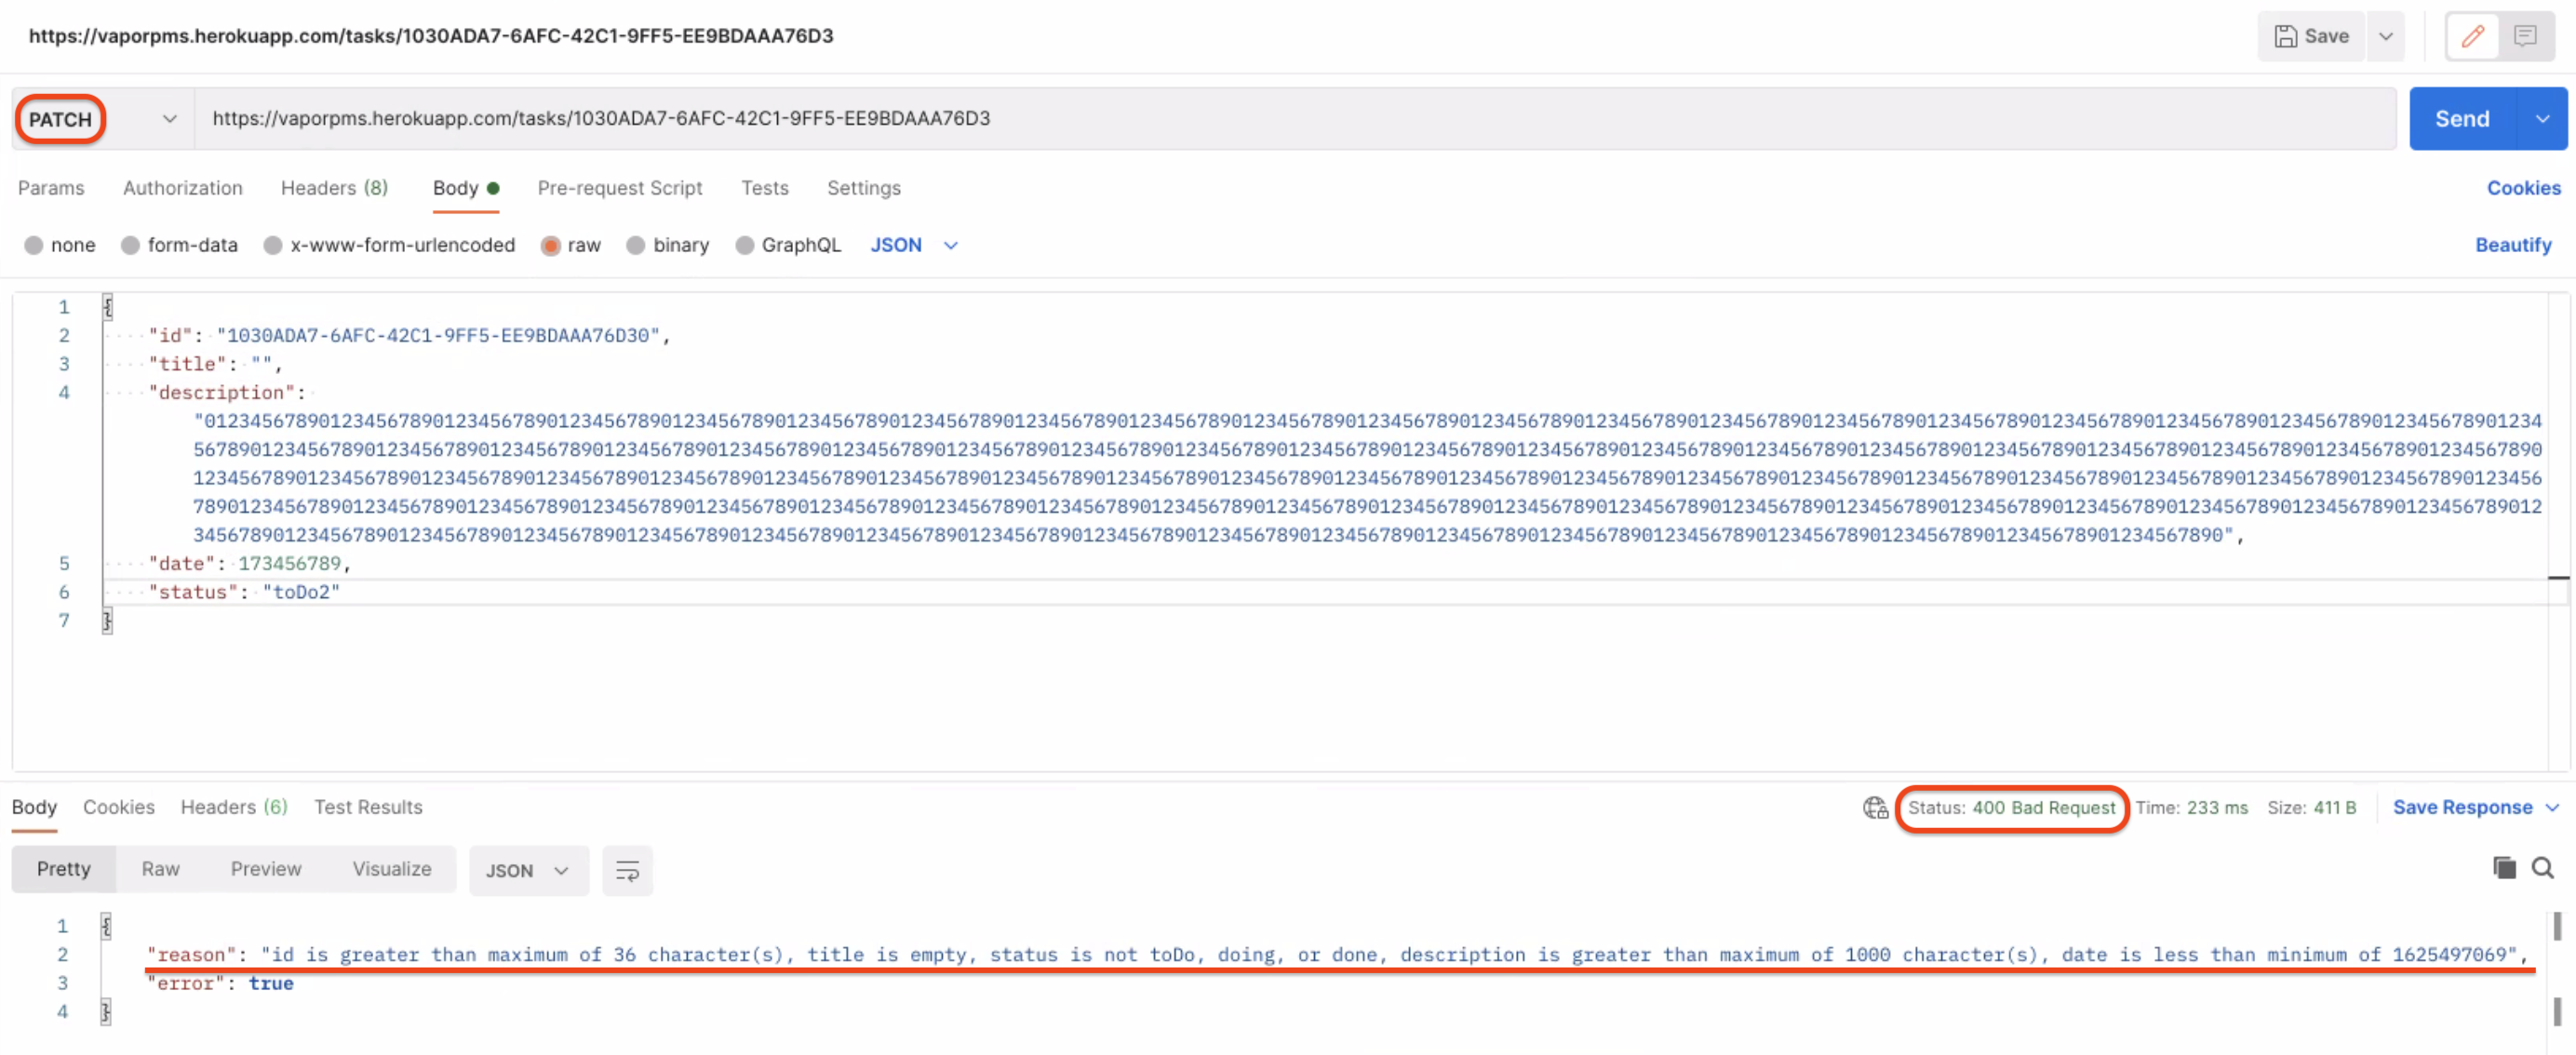 https://vaporpms.herokuapp.com/tasks/1030ADA7-6AFC-42C1-9FF5-EE9BDAAA76D3
Save
PATCH
https://vaporpms.herokuapp.com/tasks/1030ADA7-6AFC-42C1-9FF5-EE9BDAAA76D3
Send
Params Authorization Headers (8) Body Pre-request Script Tests Settings Cookies
none form-data x-www-form-urlencoded raw binary GraphQL JSON Beautify
1 {
2 "id": "1030ADA7-6AFC-42C1-9FF5-EE9BDAAA76D30",
3 "title": "",
4 "description":
"0123456789012345678901234567890123456789012345678901234567890123456789012345678901234567890123456789012345678901234567890123456789012345678901234567890123456789012345678901234567890123456789012345678901234
56789012345678901234567890123456789012345678901234567890123456789012345678901234567890123456789012345678901234567890123456789012345678901234567890123456789012345678901234567890123456789012345678901234567890
12345678901234567890123456789012345678901234567890123456789012345678901234567890123456789012345678901234567890123456789012345678901234567890123456789012345678901234567890123456789012345678901234567890123456
78901234567890123456789012345678901234567890123456789012345678901234567890123456789012345678901234567890123456789012345678901234567890123456789012345678901234567890123456789012345678901234567890123456789012
3456789012345678901234567890123456789012345678901234567890123456789012345678901234567890123456789012345678901234567890123456789012345678901234567890123456789012345678901234567890",
5 "date": 173456789,
6 "status": "toDo2"
7 }
Body Cookies Headers (6) Test Results Status: 400 Bad Request Time: 233 ms Size: 411 B Save Response
Pretty Raw Preview Visualize JSON
1 {
2 "reason": "id is greater than maximum of 36 character(s), title is empty, status is not toDo, doing, or done, description is greater than maximum of 1000 character(s), date is less than minimum of 1625497069",
3 "error": true
4 }